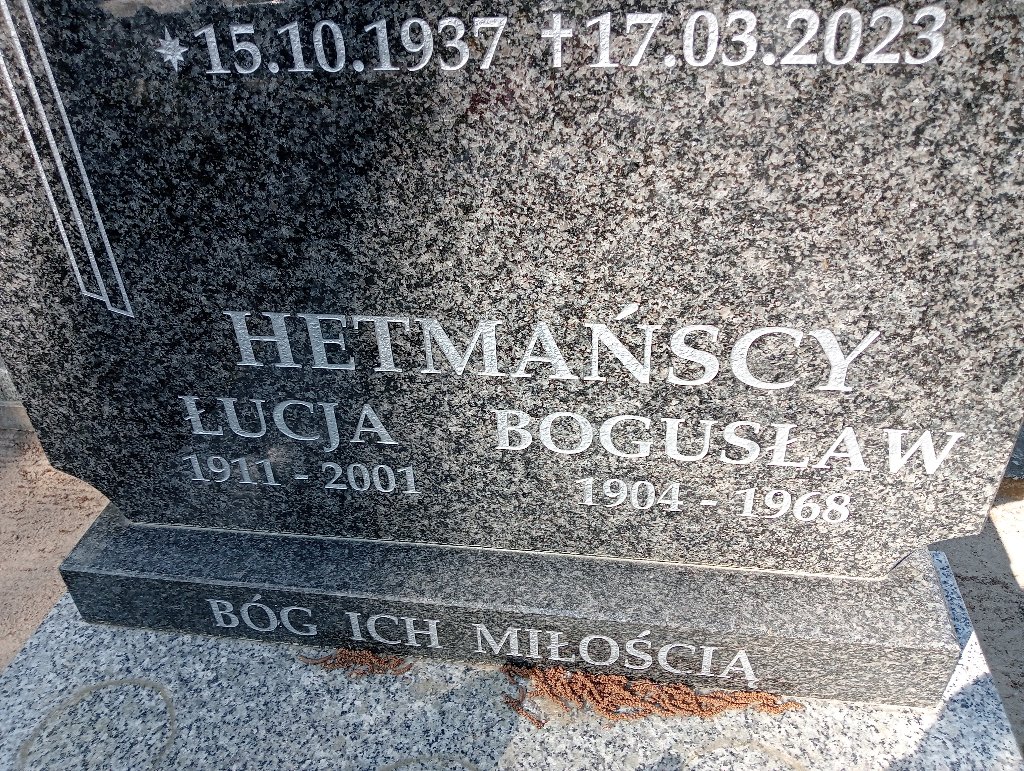 *15.10.1937 †17.03.2023
HETMAŃSCY
ŁUCJA BOGUSŁAW
1911 - 2001 1904 - 1968
BÓG ICH MIŁOŚCIA